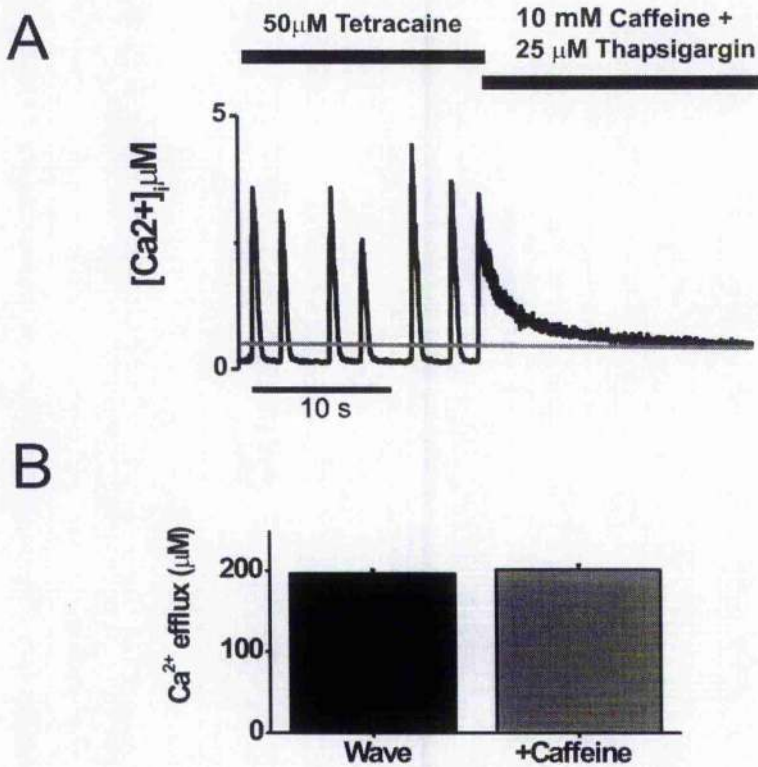 A
50µM Tetracaine
10 mM Caffeine +
25 µM Thapsigargin
5
[Ca2+]i µM
0
10 s
B
Ca²⁺ efflux (µM)
200
100
0
Wave
+Caffeine